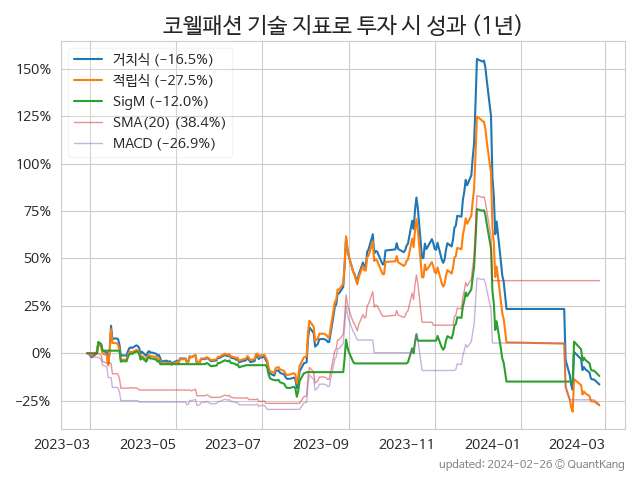 코웰패션 기술 지표로 투자 시 성과 (1년)
거치식 (−16.5%)
적립식 (−27.5%)
SigM (−12.0%)
SMA(20) (38.4%)
MACD (−26.9%)
150%
125%
100%
75%
50%
25%
0%
−25%
2023−03 2023−05 2023−07 2023−09 2023−11 2024−01 2024−03
updated: 2024-02-26 © QuantKang